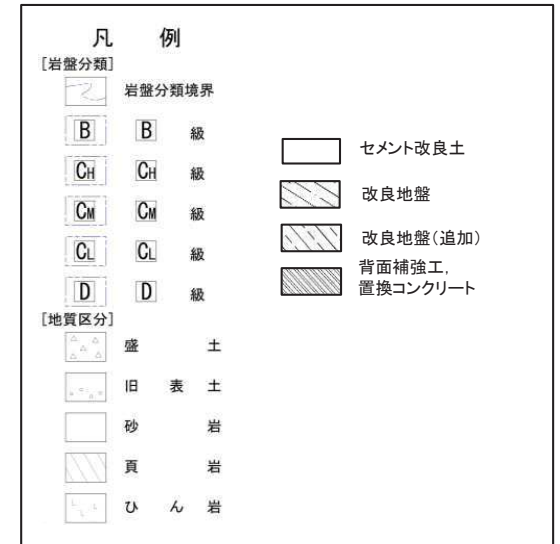 凡 例
[岩盤分類]
岩盤分類境界
B B 級
CH CH 級
CM CM 級
CL CL 級
D D 級
[地質区分]
盛 土
旧 表 土
砂 岩
頁 岩
ひ ん 岩
セメント改良土
改良地盤
改良地盤(追加)
背面補強工,
置換コンクリート